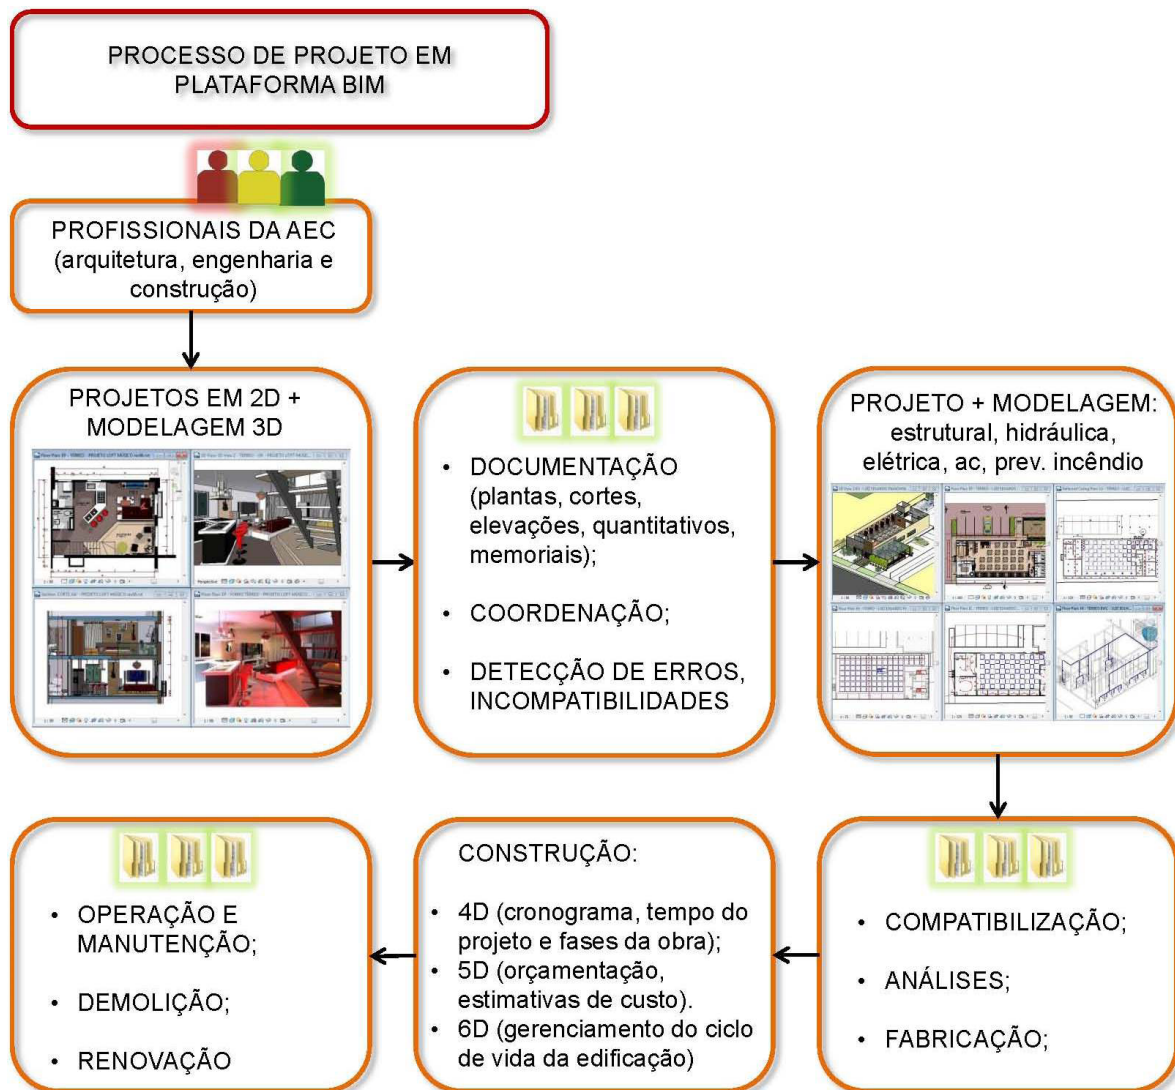 PROCESSO DE PROJETO EM
PLATAFORMA BIM
PROFISSIONAIS DA AEC
(arquitetura, engenharia e
construção)
PROJETOS EM 2D +
MODELAGEM 3D
• DOCUMENTAÇÃO
(plantas, cortes,
elevações, quantitativos,
memoriais);
• COORDENAÇÃO;
• DETECÇÃO DE ERROS,
INCOMPATIBILIDADES
PROJETO + MODELAGEM:
estrutural, hidráulica,
elétrica, ac, prev. incêndio
• COMPATIBILIZAÇÃO;
• ANÁLISES;
• FABRICAÇÃO;
CONSTRUÇÃO:
• 4D (cronograma, tempo do
projeto e fases da obra);
• 5D (orçamentação,
estimativas de custo).
• 6D (gerenciamento do ciclo
de vida da edificação)
• OPERAÇÃO E
MANUTENÇÃO;
• DEMOLIÇÃO;
• RENOVAÇÃO